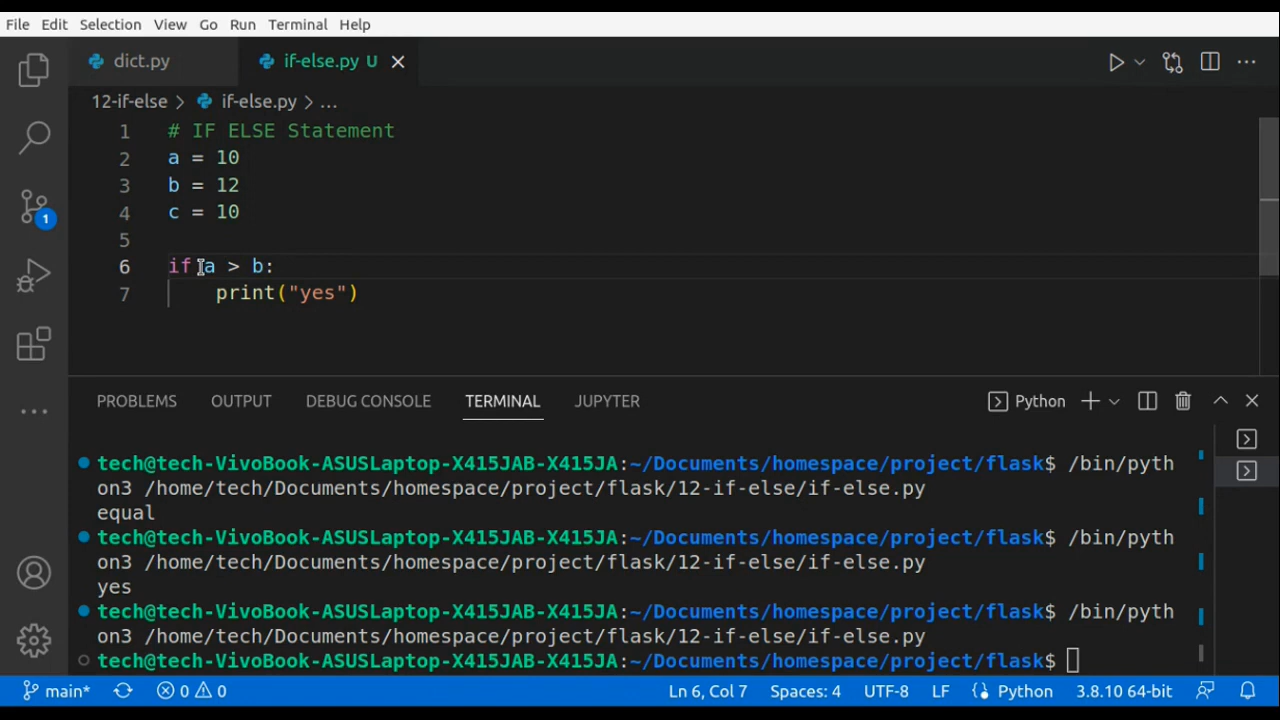 File Edit Selection View Go Run Terminal Help
dict.py if-else.py U
12-if-else > if-else.py > ...
1 # IF ELSE Statement
2 a = 10
3 b = 12
4 c = 10
5
6 if a > b:
7 print("yes")
PROBLEMS OUTPUT DEBUG CONSOLE TERMINAL JUPYTER Python
tech@tech-VivoBook-ASUSLaptop-X415JAB-X415JA:~/Documents/homespace/project/flask$ /bin/pyth
on3 /home/tech/Documents/homespace/project/flask/12-if-else/if-else.py
equal
tech@tech-VivoBook-ASUSLaptop-X415JAB-X415JA:~/Documents/homespace/project/flask$ /bin/pyth
on3 /home/tech/Documents/homespace/project/flask/12-if-else/if-else.py
yes
tech@tech-VivoBook-ASUSLaptop-X415JAB-X415JA:~/Documents/homespace/project/flask$ /bin/pyth
on3 /home/tech/Documents/homespace/project/flask/12-if-else/if-else.py
tech@tech-VivoBook-ASUSLaptop-X415JAB-X415JA:~/Documents/homespace/project/flask$
1
main* 0 0 Ln 6, Col 7 Spaces: 4 UTF-8 LF Python 3.8.10 64-bit